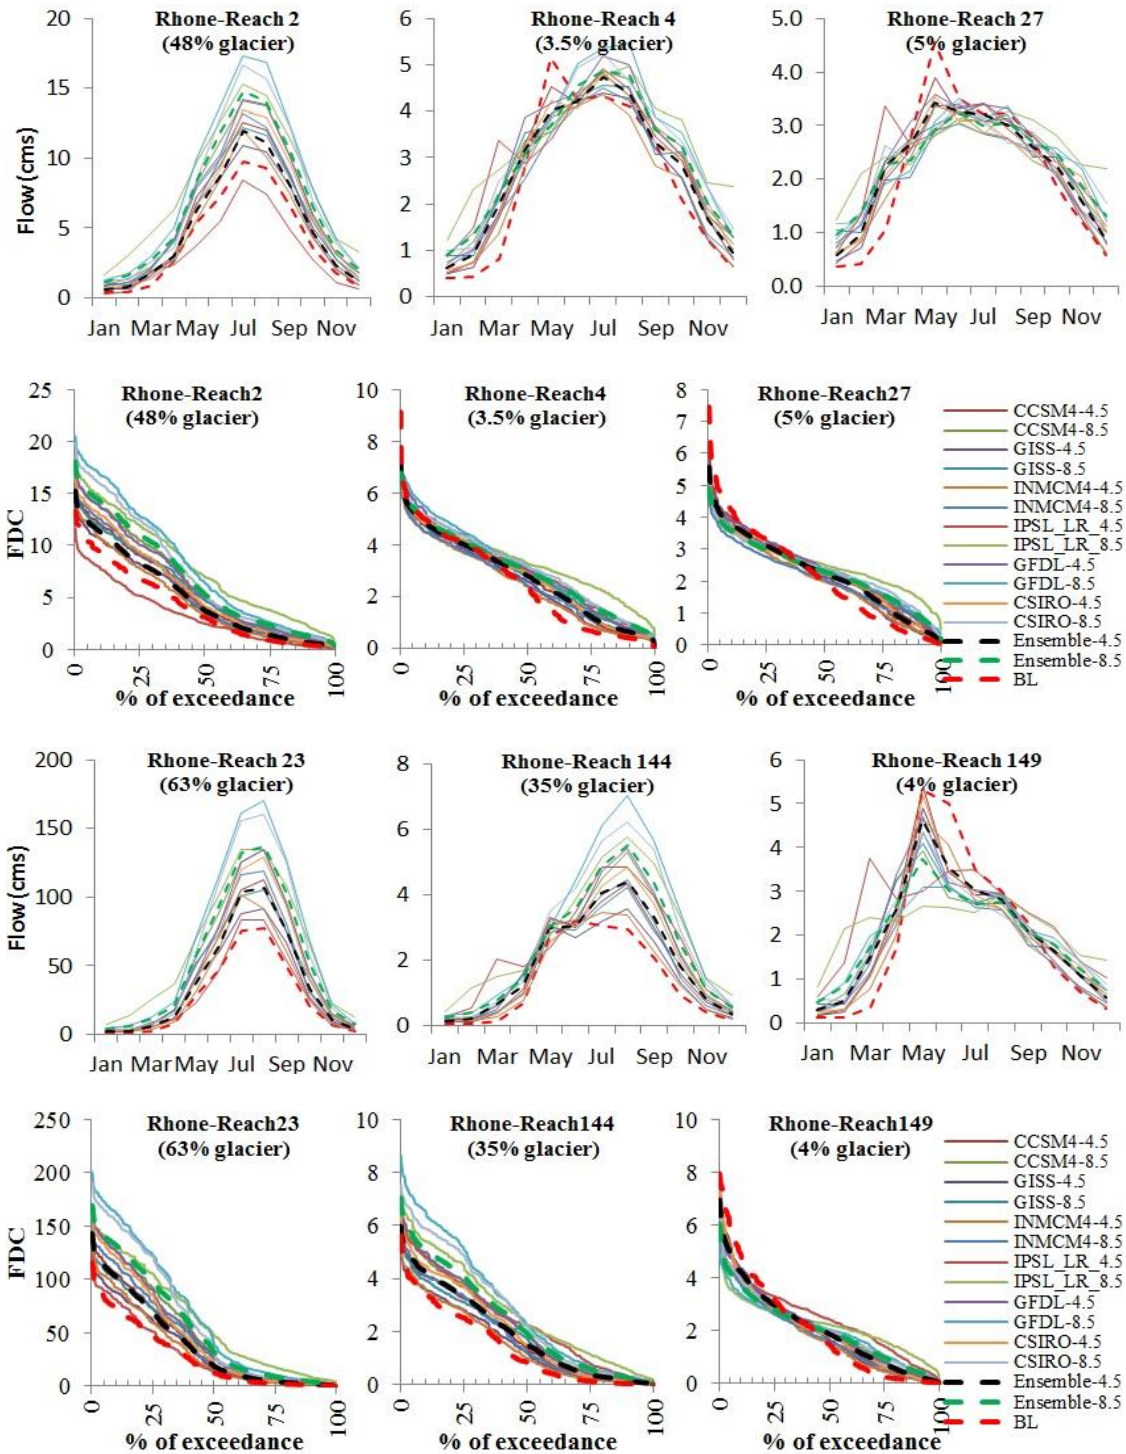 Rhone-Reach 2
(48% glacier)
Flow(cms)
20
15
10
5
0
Jan Mar May Jul Sep Nov
Rhone-Reach 4
(3.5% glacier)
6
5
4
3
2
1
0
Jan Mar May Jul Sep Nov
Rhone-Reach 27
(5% glacier)
5.0
4.0
3.0
2.0
1.0
0.0
Jan Mar May Jul Sep Nov
Rhone-Reach2
(48% glacier)
FDC
25
20
15
10
5
0
0 25 50 75 100
% of exceedance
Rhone-Reach4
(3.5% glacier)
10
8
6
4
2
0
0 25 50 75 100
% of exceedance
Rhone-Reach27
(5% glacier)
8
7
6
5
4
3
2
1
0
0 25 50 75 100
% of exceedance
CCSM4-4.5
CCSM4-8.5
GISS-4.5
GISS-8.5
INMCM4-4.5
INMCM4-8.5
IPSL_LR_4.5
IPSL_LR_8.5
GFDL-4.5
GFDL-8.5
CSIRO-4.5
CSIRO-8.5
Ensemble-4.5
Ensemble-8.5
BL
Rhone-Reach 23
(63% glacier)
Flow(cms)
200
150
100
50
0
Jan Mar May Jul Sep Nov
Rhone-Reach 144
(35% glacier)
8
6
4
2
0
Jan Mar May Jul Sep Nov
Rhone-Reach 149
(4% glacier)
6
5
4
3
2
1
0
Jan Mar May Jul Sep Nov
Rhone-Reach23
(63% glacier)
FDC
250
200
150
100
50
0
0 25 50 75 100
% of exceedance
Rhone-Reach144
(35% glacier)
10
8
6
4
2
0
0 25 50 75 100
% of exceedance
Rhone-Reach149
(4% glacier)
10
8
6
4
2
0
0 25 50 75 100
% of exceedance
CCSM4-4.5
CCSM4-8.5
GISS-4.5
GISS-8.5
INMCM4-4.5
INMCM4-8.5
IPSL_LR_4.5
IPSL_LR_8.5
GFDL-4.5
GFDL-8.5
CSIRO-4.5
CSIRO-8.5
Ensemble-4.5
Ensemble-8.5
BL